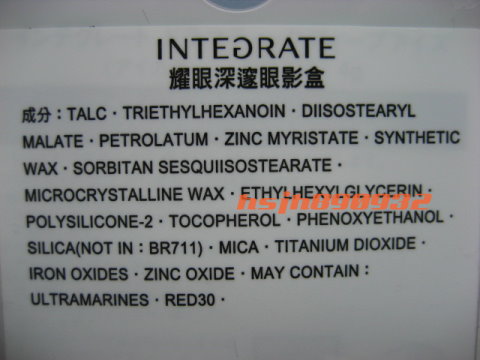 INTEGRATE
耀眼深邃眼影盒
成分：TALC · TRIETHYLHEXANOIN · DIISOSTEARYL
MALATE · PETROLATUM · ZINC MYRISTATE · SYNTHETIC
WAX · SORBITAN SESQUIISOSTEARATE ·
MICROCRYSTALLINE WAX · ETHYLHEXYLGLYCERIN ·
hsjh890932
POLYSILICONE-2 · TOCOPHEROL · PHENOXYETHANOL ·
SILICA(NOT IN：BR711) · MICA · TITANIUM DIOXIDE ·
IRON OXIDES · ZINC OXIDE · MAY CONTAIN：
ULTRAMARINES · RED30 ·